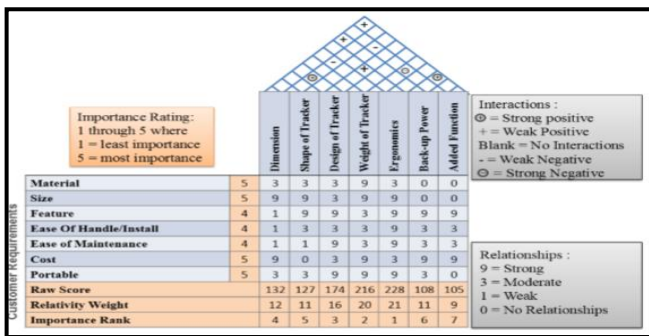 Importance Rating:
1 through 5 where
1 = least importance
5 = most importance
Dimension
Shape of Tracker
Design of Tracker
Weight of Tracker
Ergonomics
Back-up Power
Added Function
Interactions :
= Strong positive
+ = Weak Positive
Blank = No Interactions
- = Weak Negative
= Strong Negative
Customer Requirements
Material 5 3 3 3 9 3 0 0
Size 5 9 9 3 9 9 0 0
Feature 4 1 9 9 3 9 9 9
Ease Of Handle/Install 4 1 3 3 3 9 3 3
Ease of Maintenance 4 1 1 9 3 9 3 3
Cost 5 9 0 3 9 3 9 9
Portable 5 3 3 9 9 9 3 0
Raw Score 132 127 174 216 228 108 105
Relativity Weight 12 11 16 20 21 11 9
Importance Rank 4 5 3 2 1 6 7
Relationships :
9 = Strong
3 = Moderate
1 = Weak
0 = No Relationships